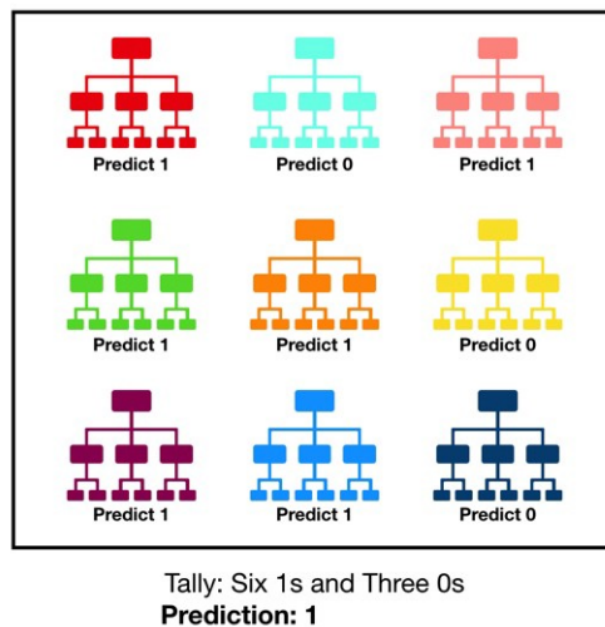 Predict 1 Predict 0 Predict 1
Predict 1 Predict 1 Predict 0
Predict 1 Predict 1 Predict 0
Tally: Six 1s and Three 0s
Prediction: 1